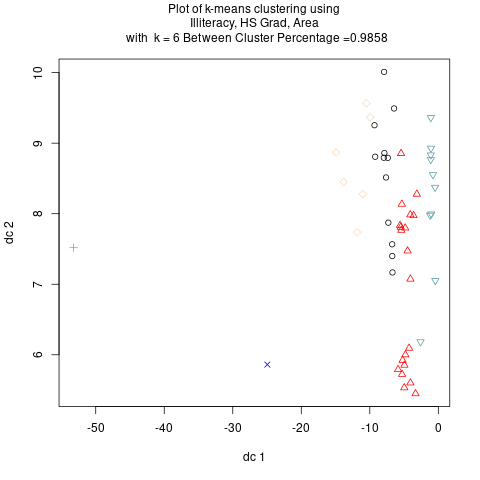 Plot of k-means clustering using
Illiteracy, HS Grad, Area
with  k = 6 Between Cluster Percentage =0.9858
10
9
8
7
6
dc 2
-50 -40 -30 -20 -10 0
dc 1